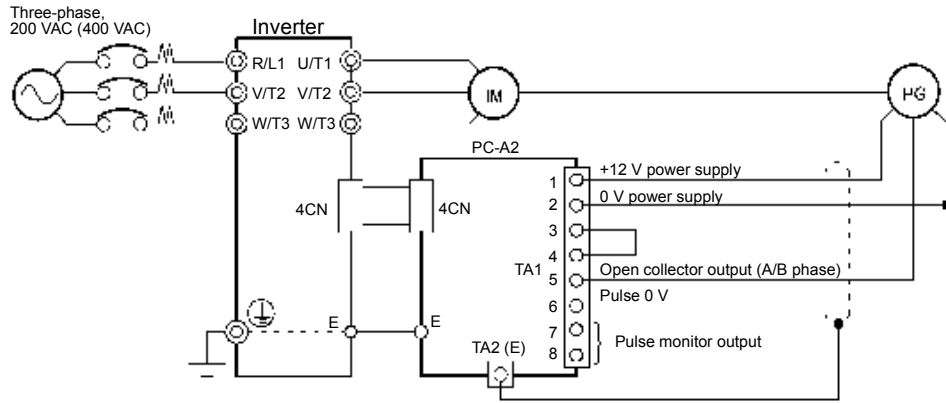 Three-phase,
200 VAC (400 VAC)
Inverter
R/L1 U/T1
V/T2 V/T2
W/T3 W/T3
IM
PG
PC-A2
4CN 4CN
1 +12 V power supply
2 0 V power supply
3
4
TA1
5 Open collector output (A/B phase)
6 Pulse 0 V
7
8
Pulse monitor output
E E
TA2 (E)